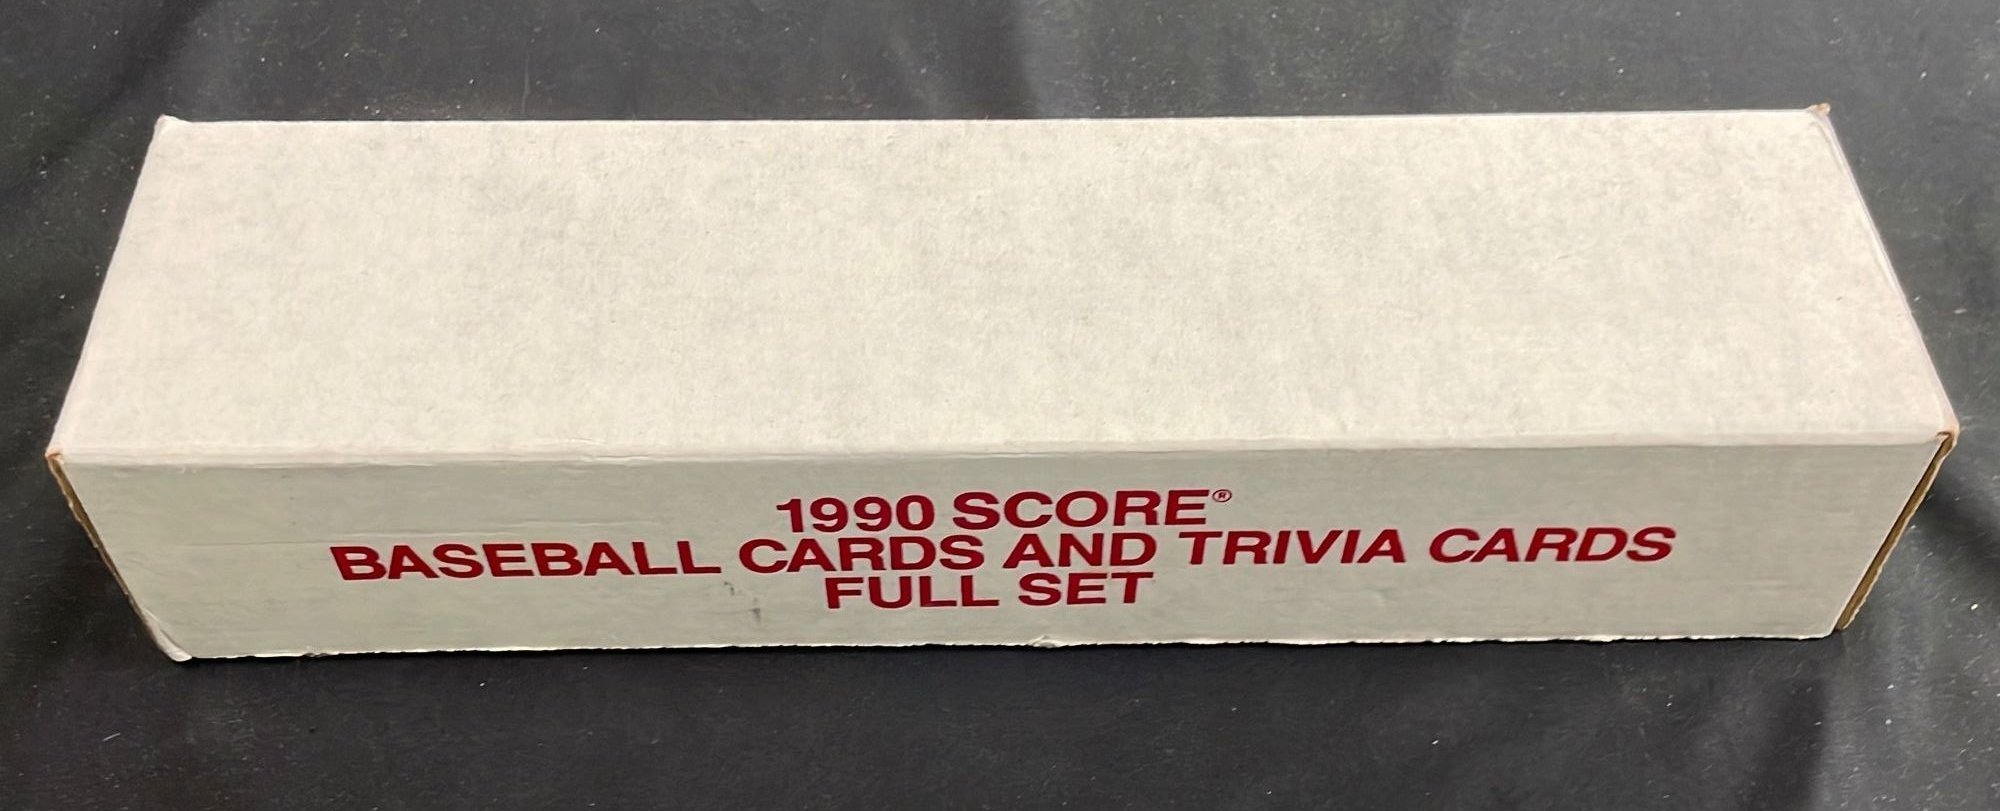 1990 SCORE®
BASEBALL CARDS AND TRIVIA CARDS
FULL SET